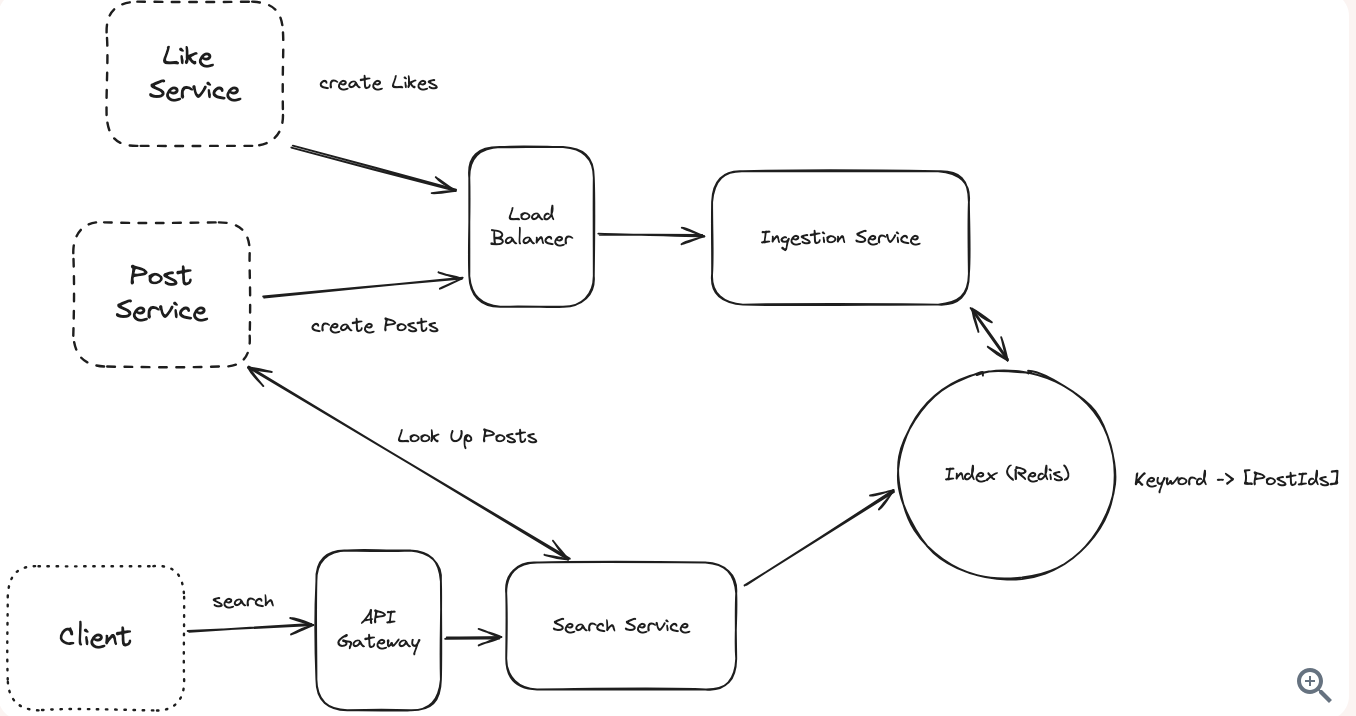 Like
Service
create Likes
Load
Balancer
Ingestion Service
Post
Service
create Posts
Look Up Posts
Index (Redis)
Keyword -> [PostIds]
Client
search
API
Gateway
Search Service